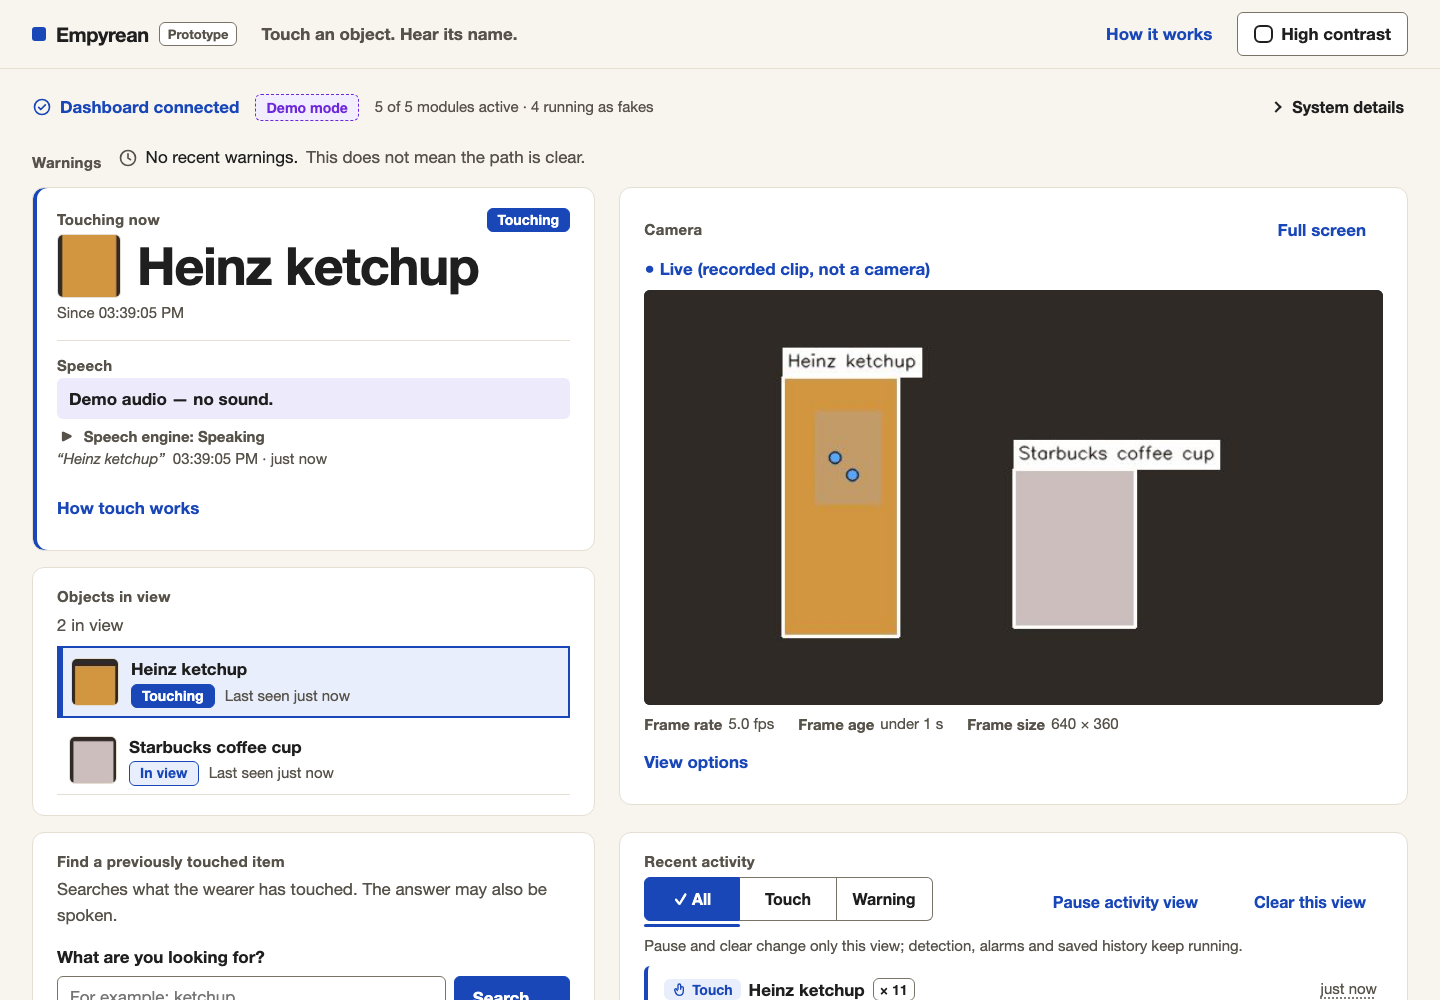 Empyrean
Prototype
Touch an object. Hear its name.
How it works
High contrast
Dashboard connected
Demo mode
5 of 5 modules active · 4 running as fakes
System details
Warnings
No recent warnings. This does not mean the path is clear.
Touching now
Touching
Heinz ketchup
Since 03:39:05 PM
Speech
Demo audio — no sound.
Speech engine: Speaking
“Heinz ketchup” 03:39:05 PM · just now
How touch works
Camera
Full screen
Live (recorded clip, not a camera)
Heinz ketchup
Starbucks coffee cup
Frame rate 5.0 fps Frame age under 1 s Frame size 640 × 360
View options
Objects in view
2 in view
Heinz ketchup
Touching Last seen just now
Starbucks coffee cup
In view Last seen just now
Find a previously touched item
Searches what the wearer has touched. The answer may also be
spoken.
What are you looking for?
For example: ketchup
Search
Recent activity
All
Touch
Warning
Pause activity view
Clear this view
Pause and clear change only this view; detection, alarms and saved history keep running.
Touch Heinz ketchup × 11
just now